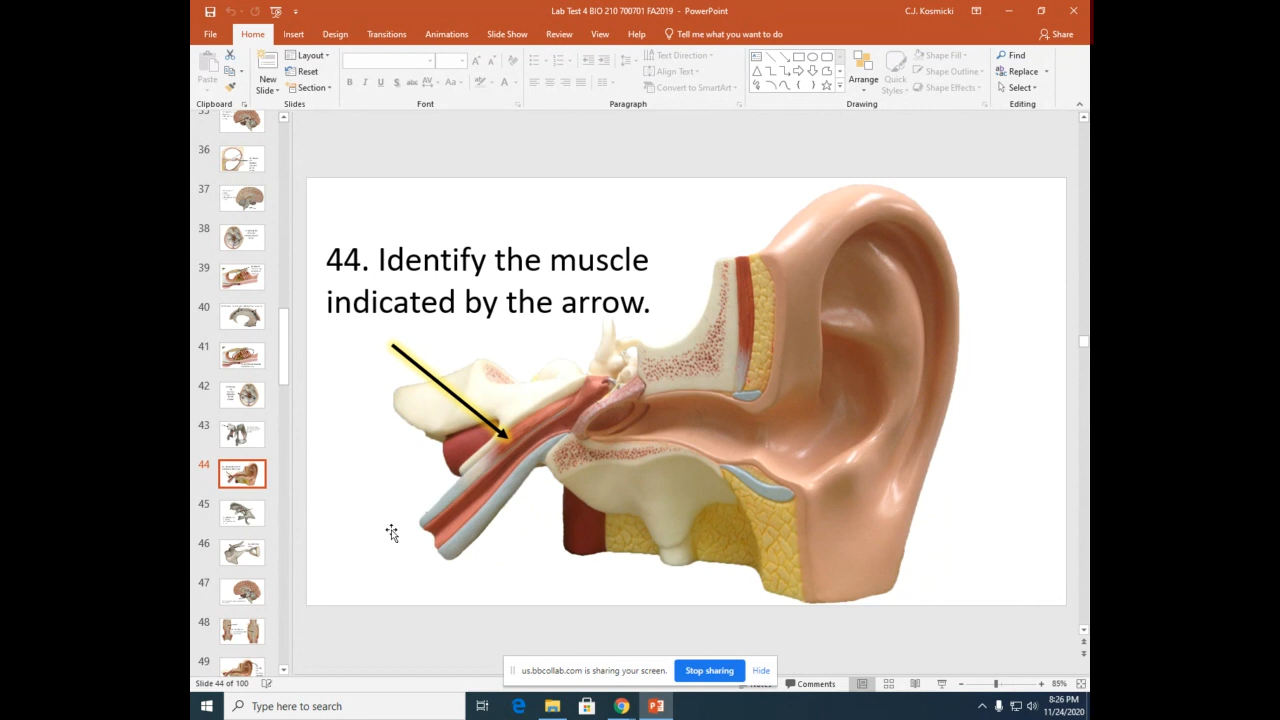 Lab Test 4 BIO 210 700701 FA2019 - PowerPoint
C.J. Kosmicki
File Home Insert Design Transitions Animations Slide Show Review View Help Tell me what you want to do Share
Paste
Clipboard
New
Slide
Layout
Reset
Section
Slides
B I U S abc AV Aa A
Font
Text Direction
Align Text
Convert to SmartArt
Paragraph
Arrange
Quick
Styles
Shape Fill
Shape Outline
Shape Effects
Drawing
Find
Replace
Select
Editing
36
37
38
39
40
41
42
43
44
45
46
47
48
49
44. Identify the muscle
indicated by the arrow.
us.bbcollab.com is sharing your screen.
Stop sharing
Hide
Slide 44 of 100
Comments
85%
Type here to search
8:26 PM
11/24/2020